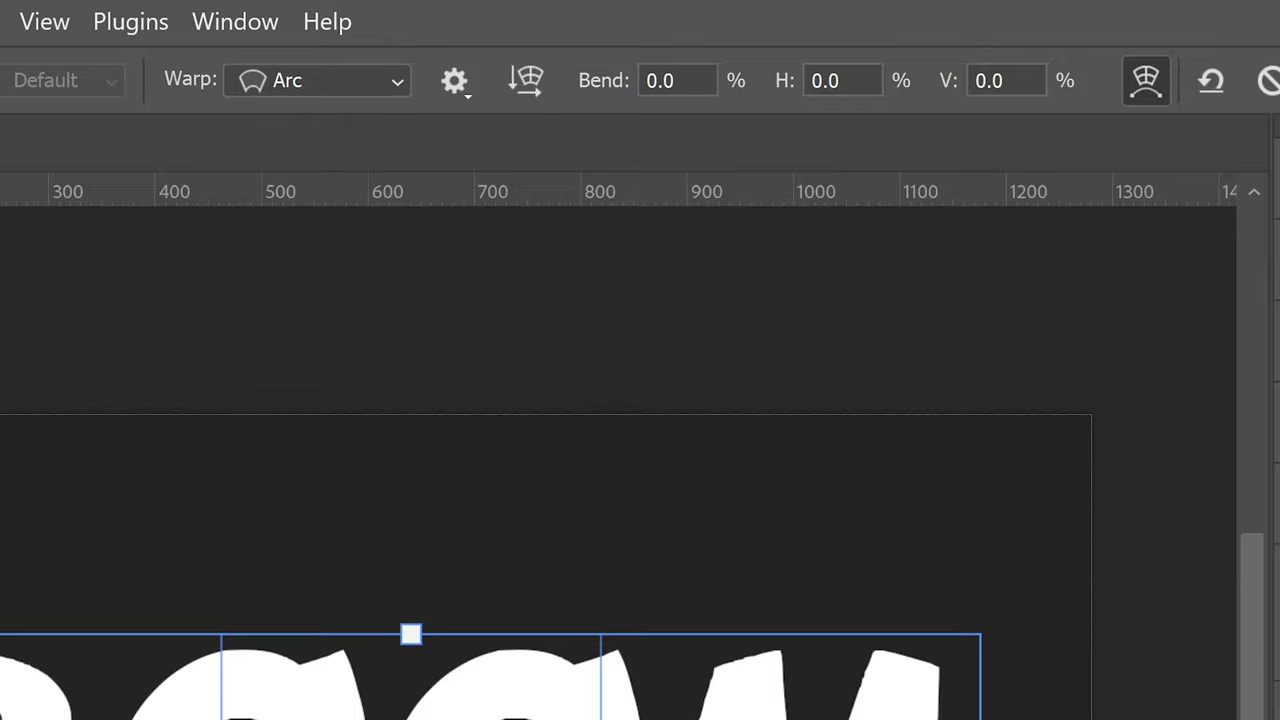 View Plugins Window Help
Default Warp: Arc Bend: 0.0 % H: 0.0 % V: 0.0 %
300 400 500 600 700 800 900 1000 1100 1200 1300